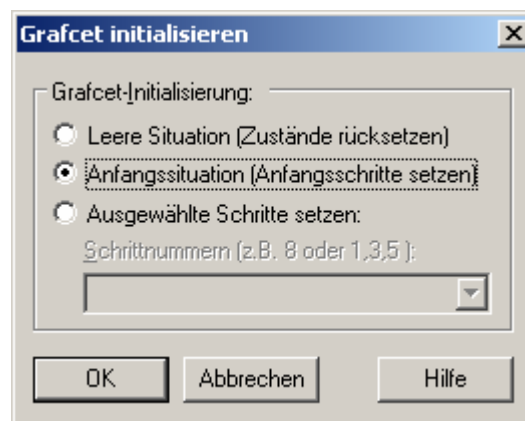 Grafcet initialisieren
Grafcet-Initialisierung:
Leere Situation (Zustände rücksetzen)
Anfangssituation (Anfangsschritte setzen)
Ausgewählte Schritte setzen:
Schrittnummern (z.B. 8 oder 1,3,5 ):
OK Abbrechen Hilfe